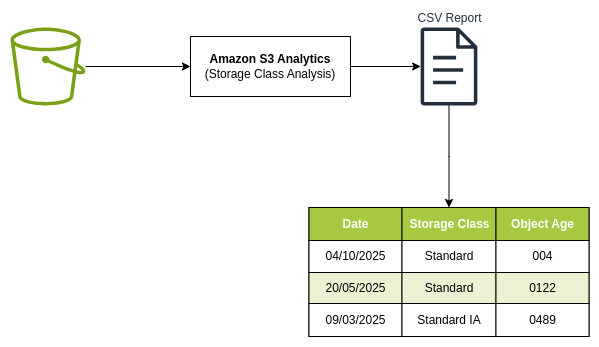 CSV Report
Amazon S3 Analytics
(Storage Class Analysis)
Date Storage Class Object Age
04/10/2025 Standard 004
20/05/2025 Standard 0122
09/03/2025 Standard IA 0489